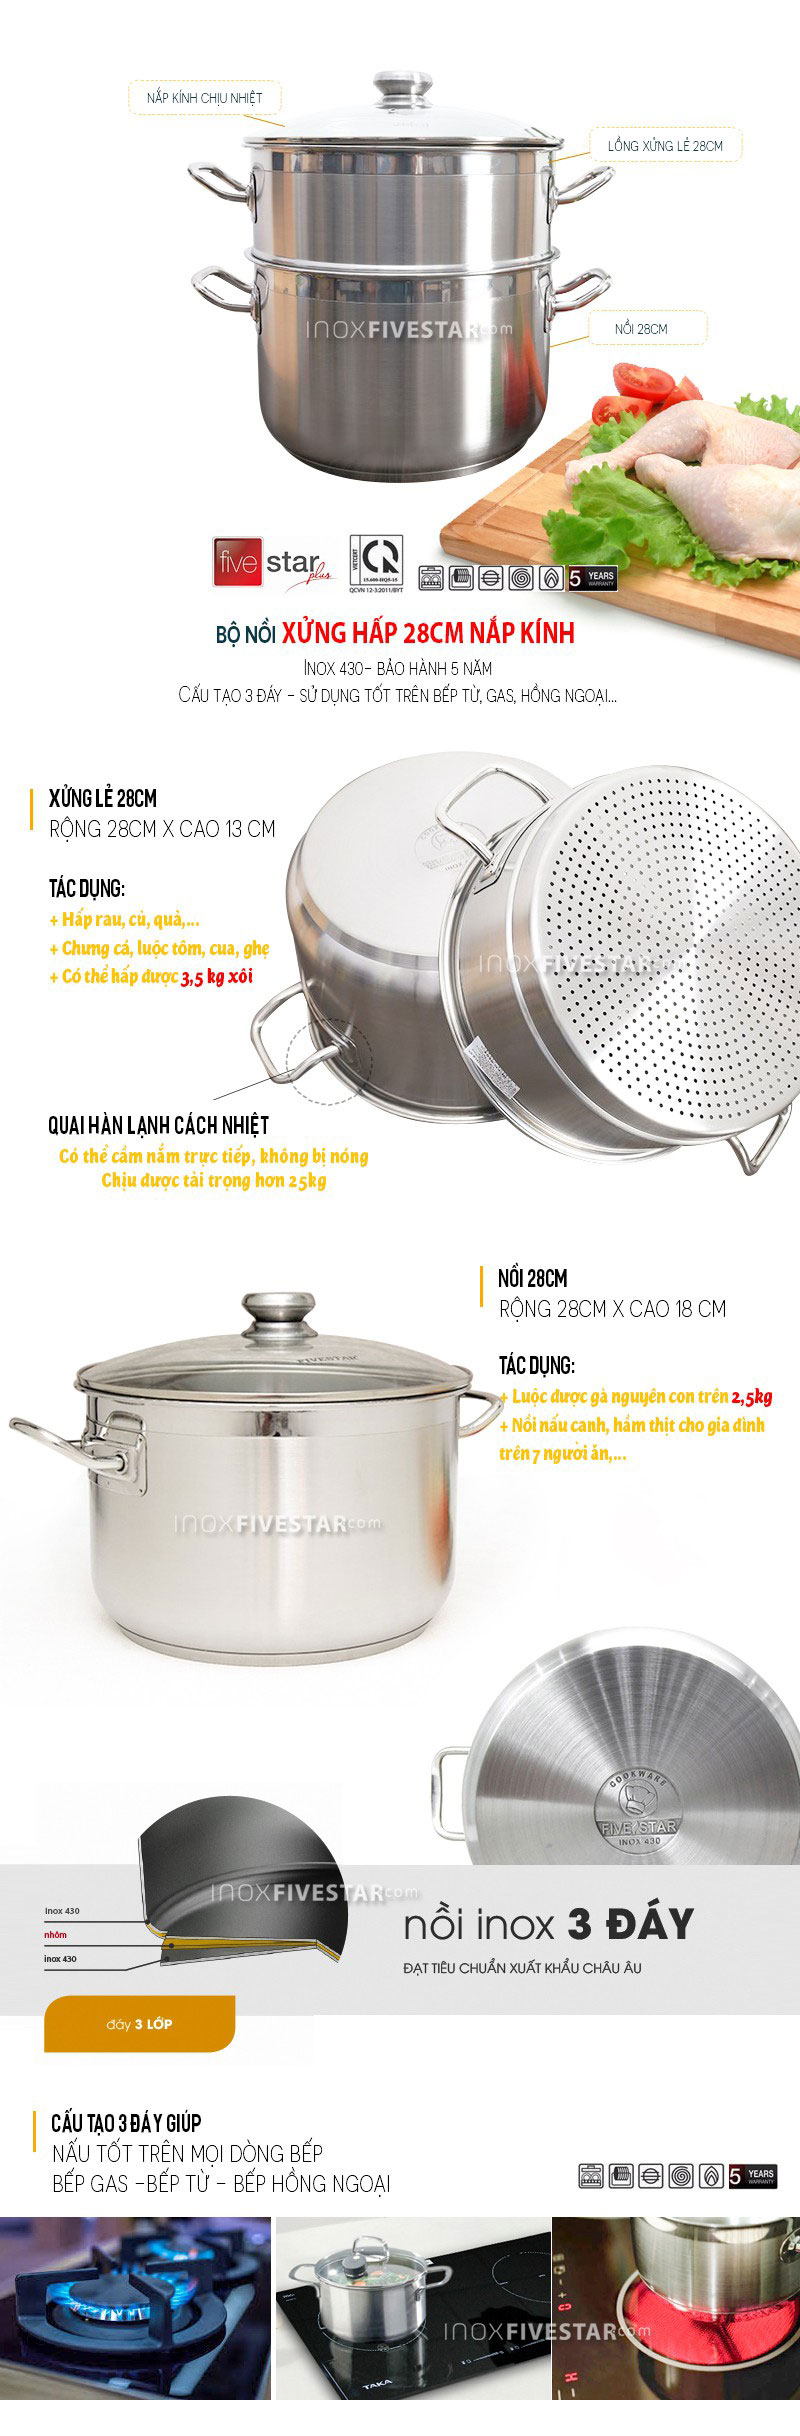 NẮP KÍNH CHỊU NHIỆT
LỒNG XỬNG LẺ 28CM
INOXFIVESTAR.com
NỒI 28CM
five star plus
VIETCERT
15.600-HQ5-15
QCVN 12-3:2011/BYT
5 YEARS
WARRANTY
BỘ NỒI XỬNG HẤP 28CM NẮP KÍNH
INOX 430- BẢO HÀNH 5 NĂM
CẤU TẠO 3 ĐÁY - SỬ DỤNG TỐT TRÊN BẾP TỪ, GAS, HỒNG NGOẠI...
XỬNG LẺ 28CM
RỘNG 28CM X CAO 13 CM
TÁC DỤNG:
+ Hấp rau, củ, quả,...
+ Chưng cá, luộc tôm, cua, ghẹ
+ Có thể hấp được 3,5 kg xôi
INOXFIVESTAR.com
QUAI HÀN LẠNH CÁCH NHIỆT
Có thể cầm nắm trực tiếp, không bị nóng
Chịu được tải trọng hơn 25kg
NỒI 28CM
RỘNG 28CM X CAO 18 CM
TÁC DỤNG:
+ Luộc được gà nguyên con trên 2,5kg
+ Nồi nấu canh, hầm thịt cho gia đình
trên 7 người ăn,...
FIVESTAR
INOXFIVESTAR.com
COOKWARE
FIVE STAR
INOX 430
INOXFIVESTAR.com
inox 430
nhôm
inox 430
nồi inox 3 ĐÁY
ĐẠT TIÊU CHUẨN XUẤT KHẨU CHÂU ÂU
đáy 3 LỚP
CẤU TẠO 3 ĐÁY GIÚP
NẤU TỐT TRÊN MỌI DÒNG BẾP
BẾP GAS -BẾP TỪ - BẾP HỒNG NGOẠI
5 YEARS
WARRANTY
INOXFIVESTAR.com
TAKA